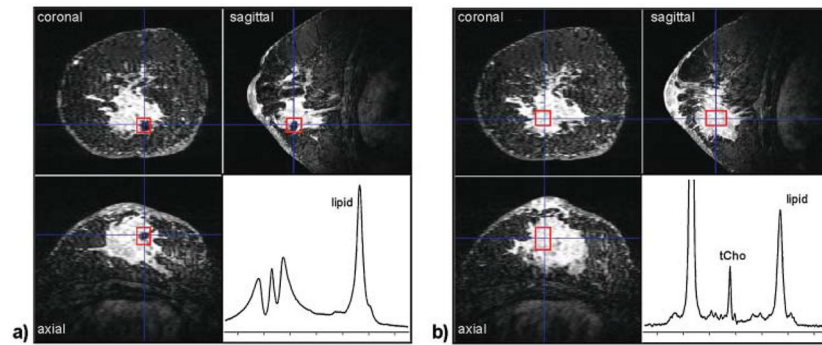 coronal
sagittal
axial
lipid
a)
coronal
sagittal
axial
tCho
lipid
b)